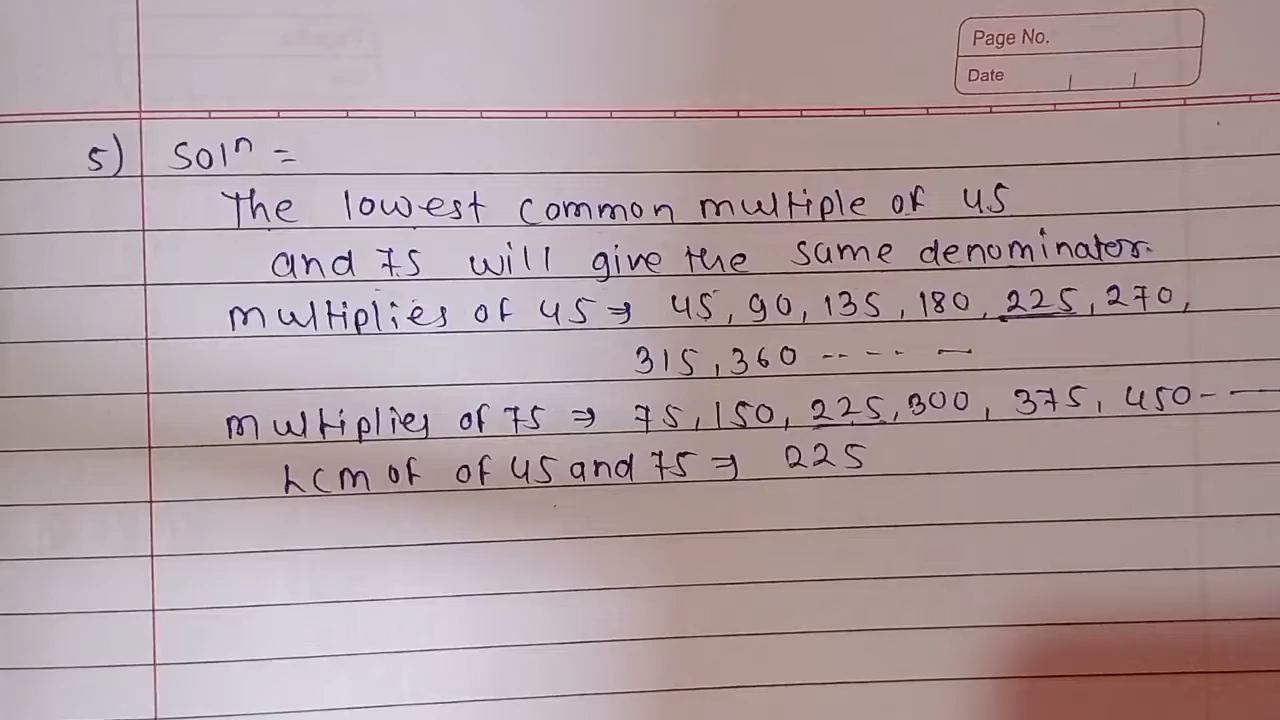 Page No.
Date
5) Solⁿ =
The lowest common multiple of 45
and 75 will give the same denominator.
multiplies of 45 ⇒ 45, 90, 135, 180, 225, 270,
315, 360 ----- —
multiplies of 75 ⇒ 75, 150, 225, 300, 375, 450 - —
LCM of of 45 and 75 ⇒ 225